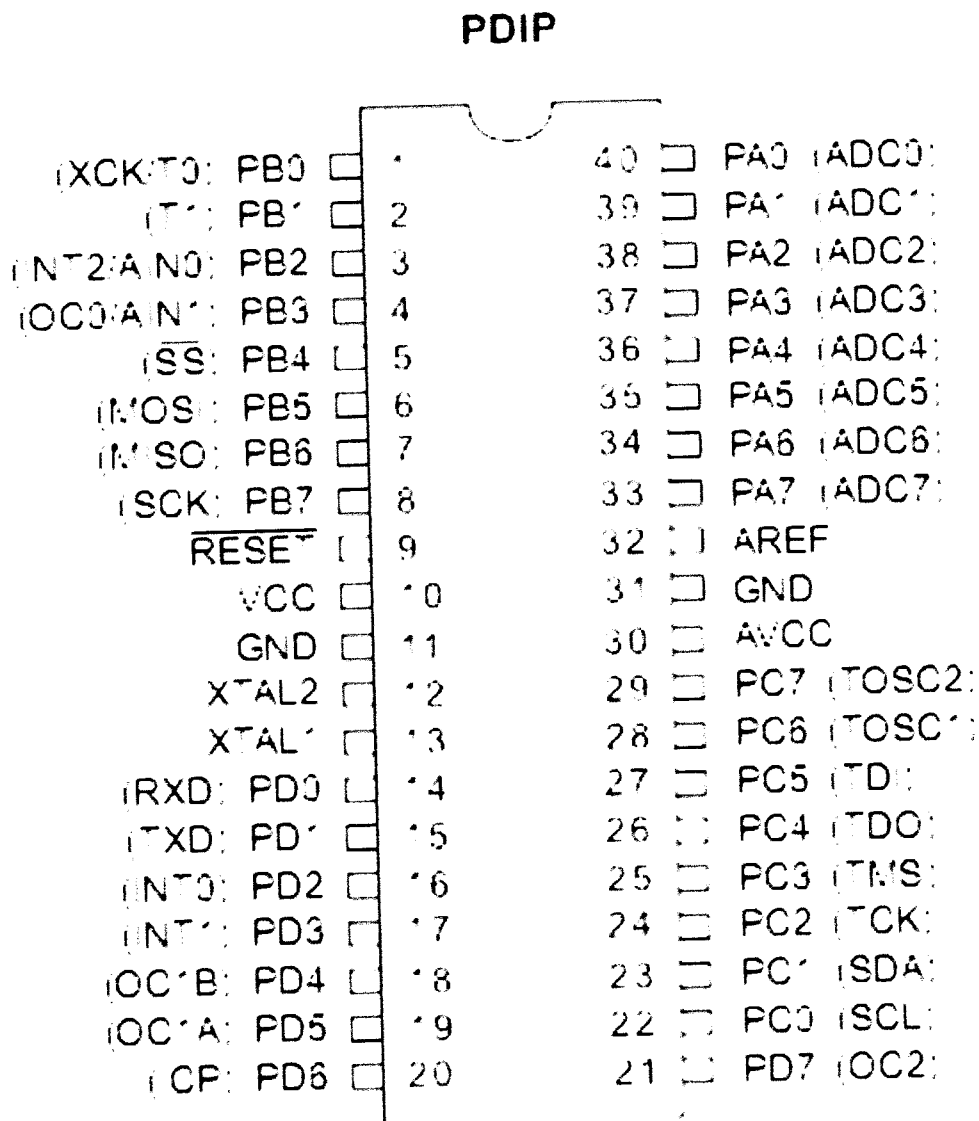 PDIP
(XCK/T0) PB0 1 40 PA0 (ADC0)
(T1) PB1 2 39 PA1 (ADC1)
(INT2/AIN0) PB2 3 38 PA2 (ADC2)
(OC0/AIN1) PB3 4 37 PA3 (ADC3)
(SS) PB4 5 36 PA4 (ADC4)
(MOSI) PB5 6 35 PA5 (ADC5)
(MISO) PB6 7 34 PA6 (ADC6)
(SCK) PB7 8 33 PA7 (ADC7)
RESET 9 32 AREF
VCC 10 31 GND
GND 11 30 AVCC
XTAL2 12 29 PC7 (TOSC2)
XTAL1 13 28 PC6 (TOSC1)
(RXD) PD0 14 27 PC5 (TDI)
(TXD) PD1 15 26 PC4 (TDO)
(INT0) PD2 16 25 PC3 (TMS)
(INT1) PD3 17 24 PC2 (TCK)
(OC1B) PD4 18 23 PC1 (SDA)
(OC1A) PD5 19 22 PC0 (SCL)
(ICP) PD6 20 21 PD7 (OC2)